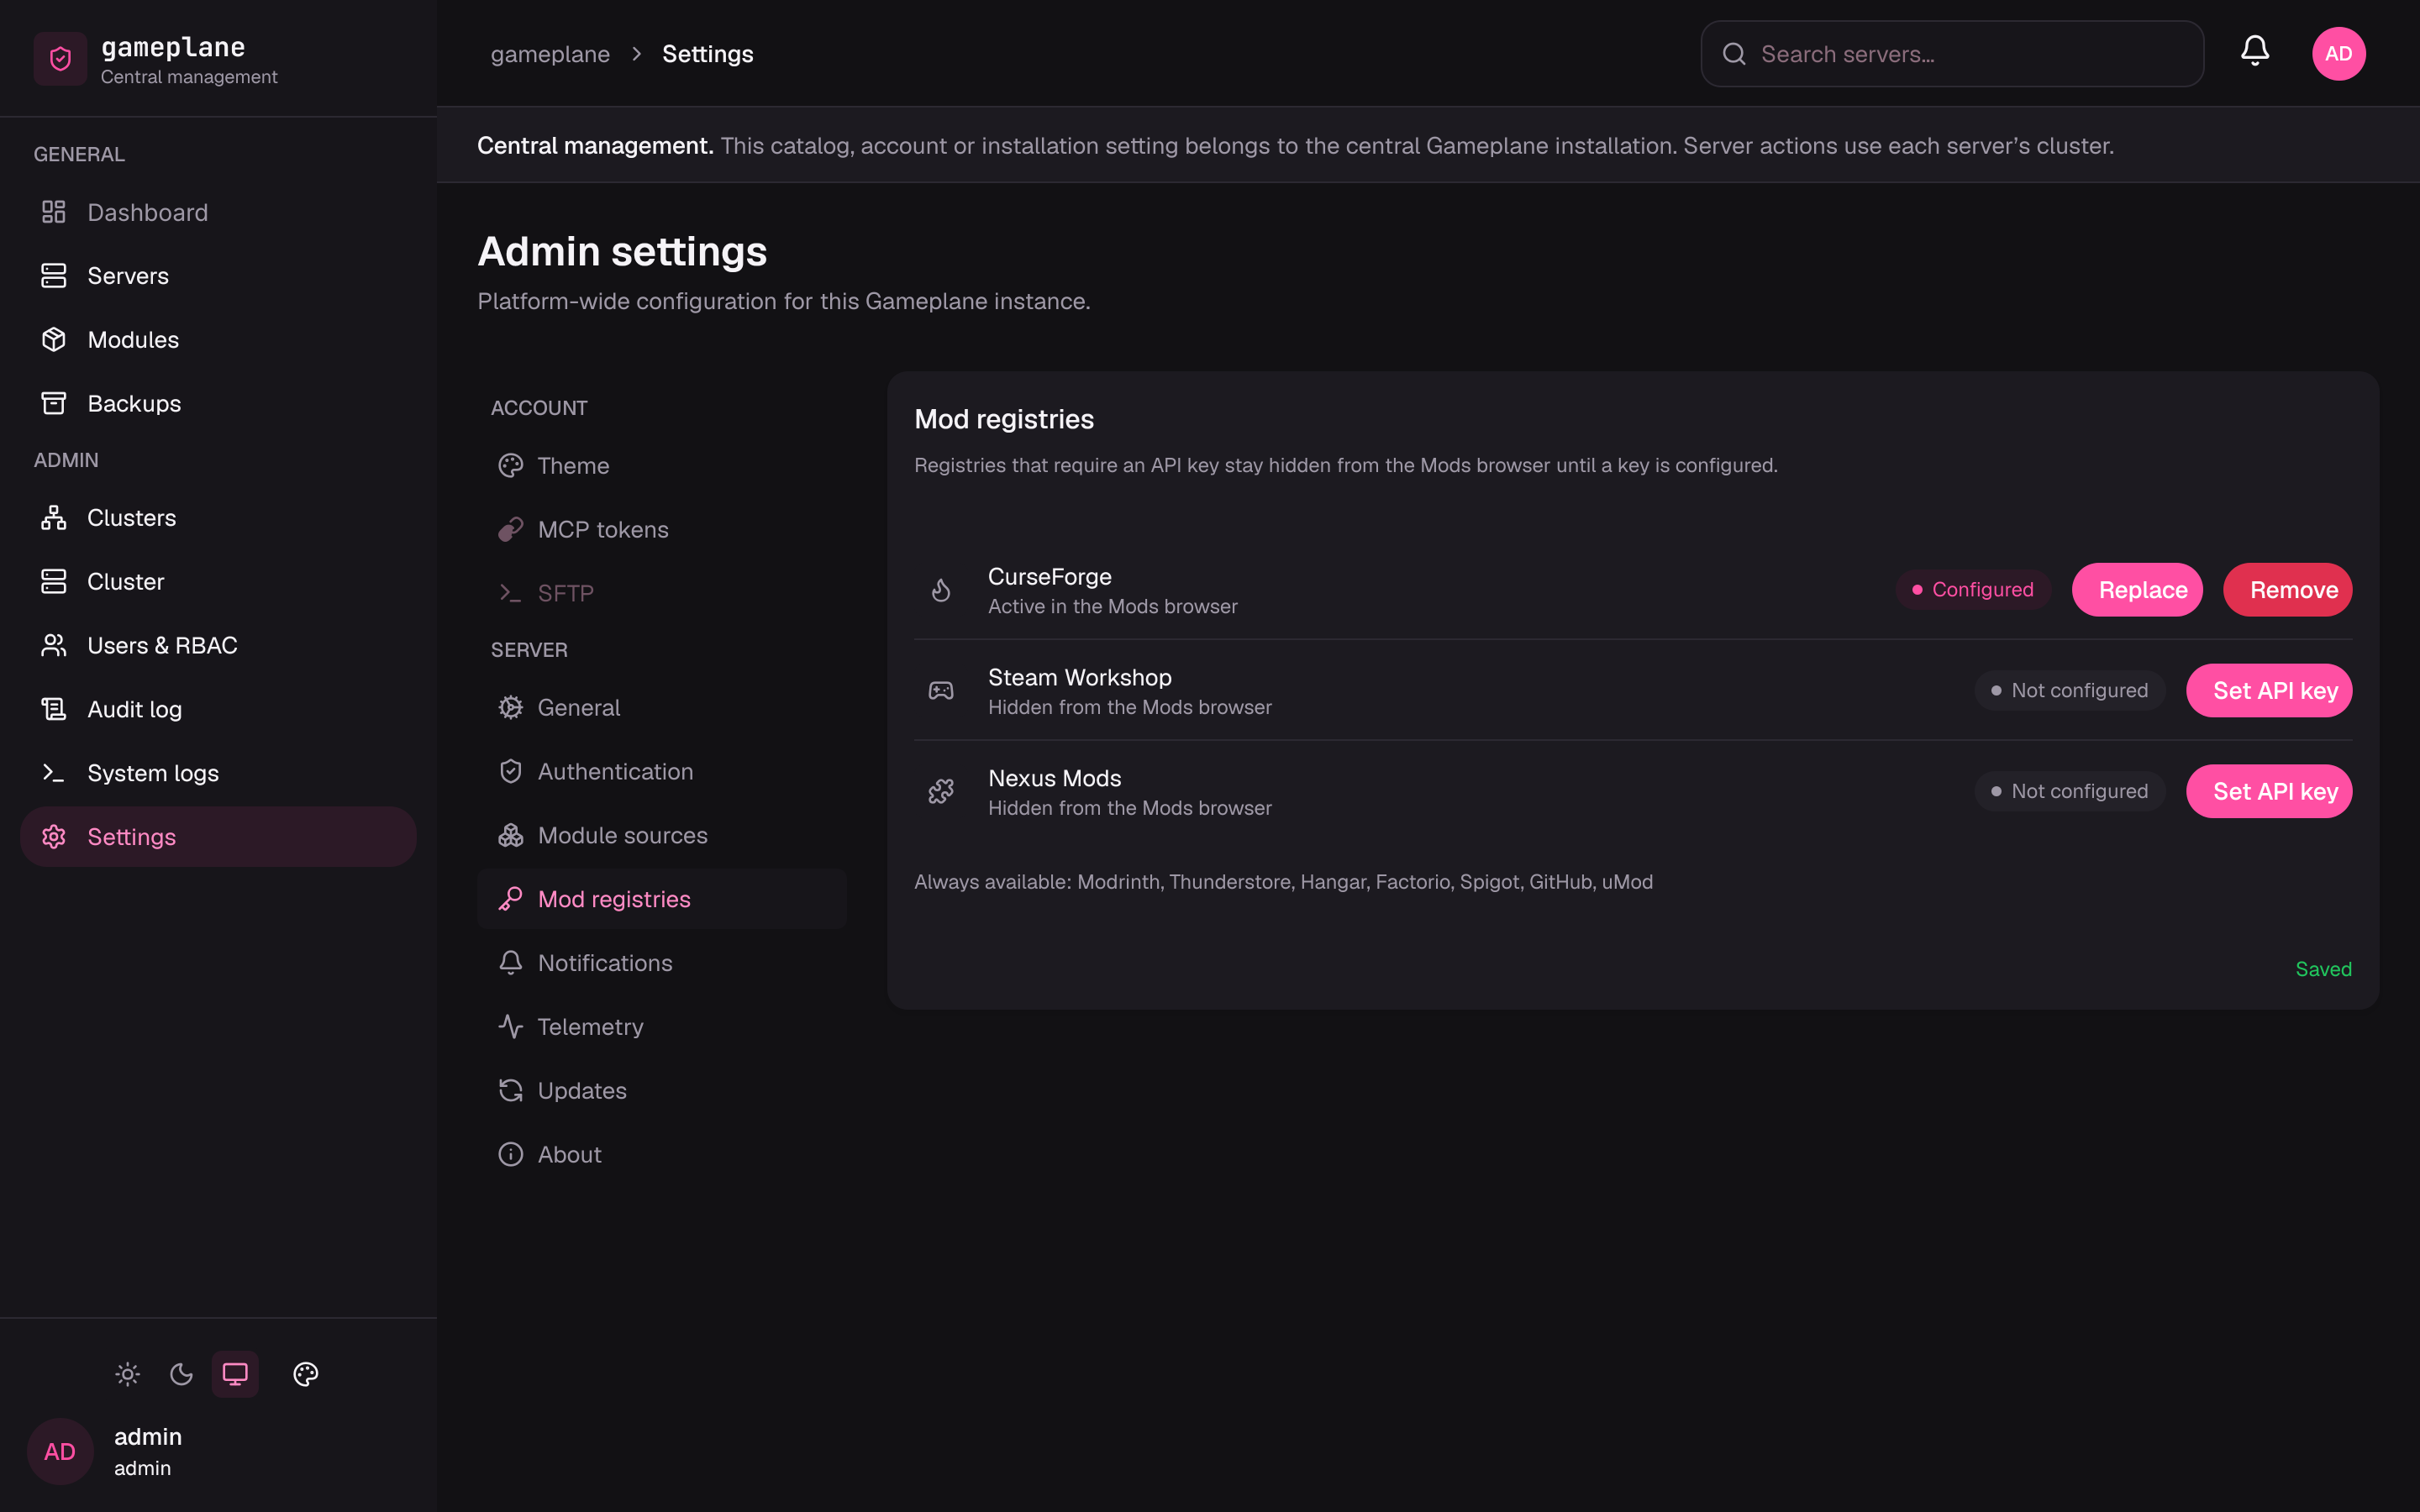 gameplane
Central management
GENERAL
Dashboard
Servers
Modules
Backups
ADMIN
Clusters
Cluster
Users & RBAC
Audit log
System logs
Settings
AD
admin
admin
gameplane > Settings
Search servers...
AD
Central management. This catalog, account or installation setting belongs to the central Gameplane installation. Server actions use each server’s cluster.
Admin settings
Platform-wide configuration for this Gameplane instance.
ACCOUNT
Theme
MCP tokens
SFTP
SERVER
General
Authentication
Module sources
Mod registries
Notifications
Telemetry
Updates
About
Mod registries
Registries that require an API key stay hidden from the Mods browser until a key is configured.
CurseForge
Active in the Mods browser
Configured
Replace
Remove
Steam Workshop
Hidden from the Mods browser
Not configured
Set API key
Nexus Mods
Hidden from the Mods browser
Not configured
Set API key
Always available: Modrinth, Thunderstore, Hangar, Factorio, Spigot, GitHub, uMod
Saved